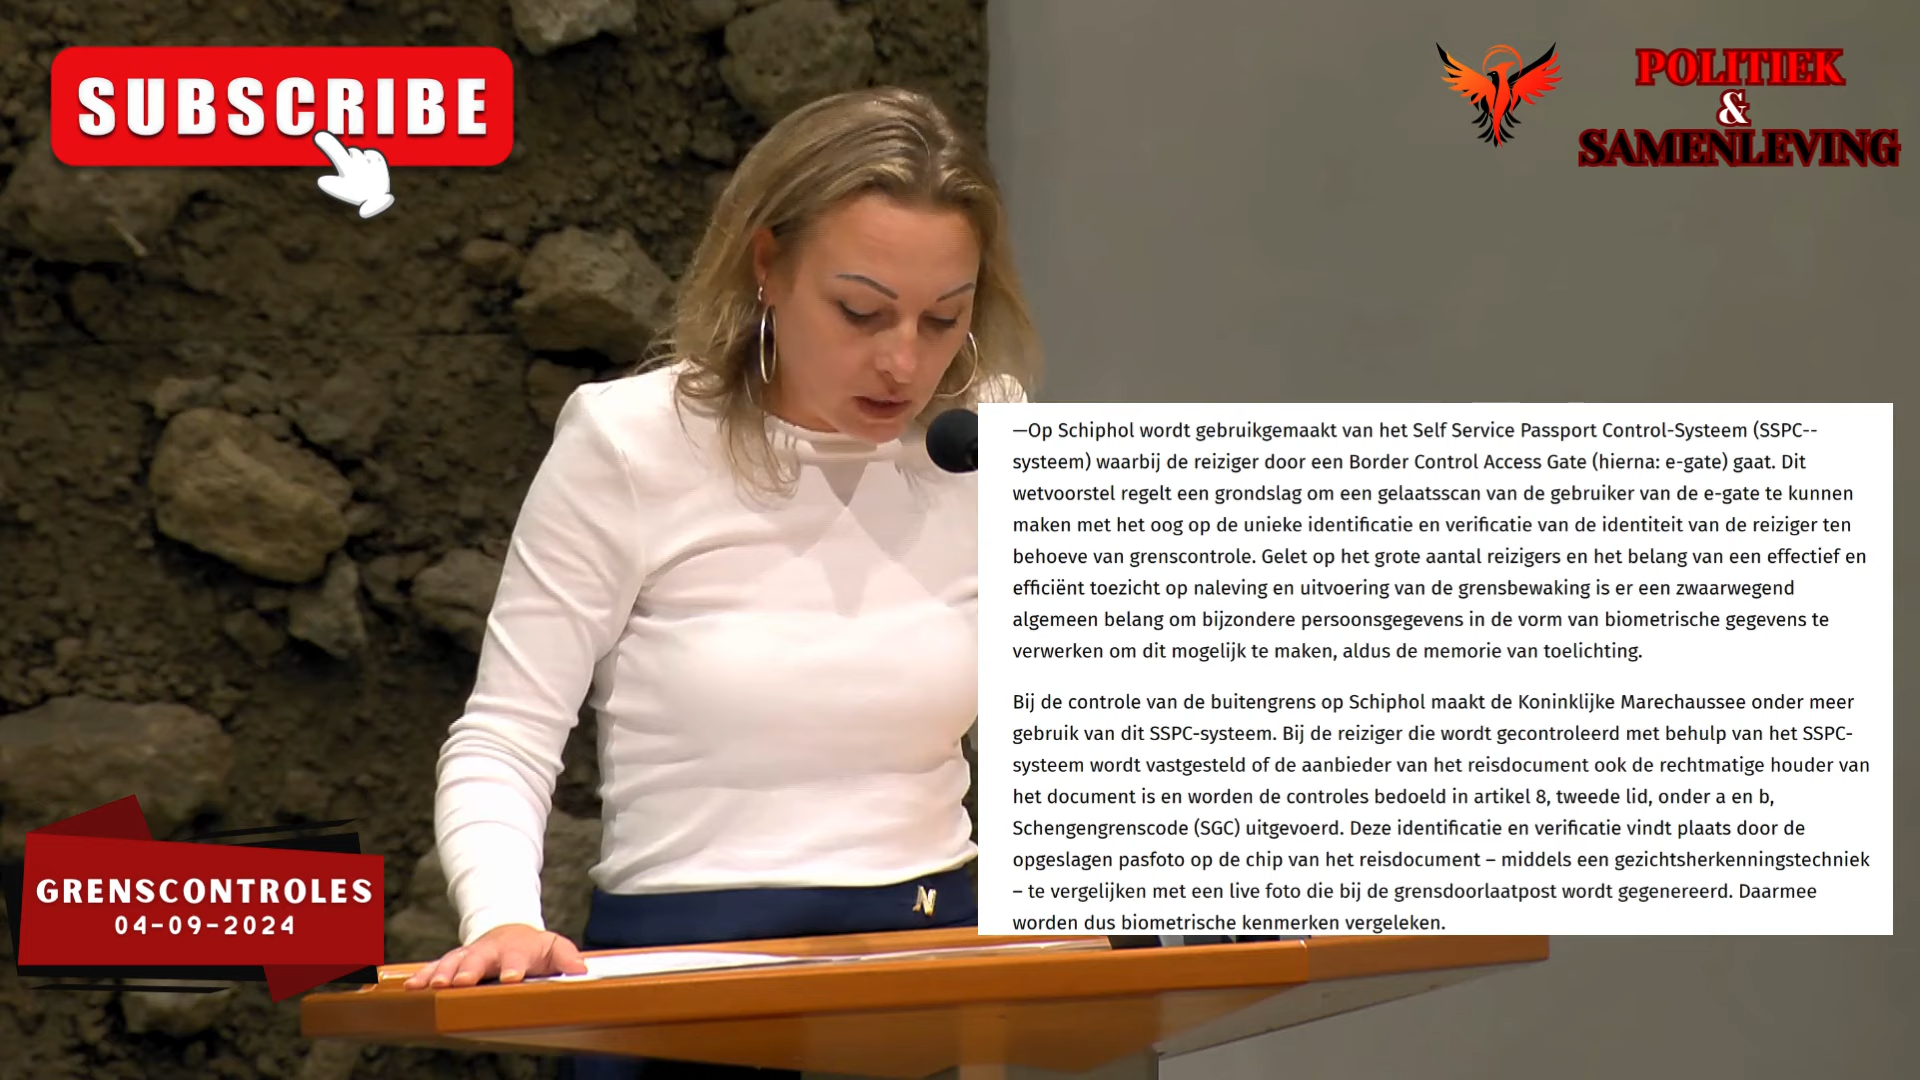 SUBSCRIBE
POLITIEK
&
SAMENLEVING
—Op Schiphol wordt gebruikgemaakt van het Self Service Passport Control-Systeem (SSPC--
systeem) waarbij de reiziger door een Border Control Access Gate (hierna: e-gate) gaat. Dit
wetvoorstel regelt een grondslag om een gelaatsscan van de gebruiker van de e-gate te kunnen
maken met het oog op de unieke identificatie en verificatie van de identiteit van de reiziger ten
behoeve van grenscontrole. Gelet op het grote aantal reizigers en het belang van een effectief en
efficiënt toezicht op naleving en uitvoering van de grensbewaking is er een zwaarwegend
algemeen belang om bijzondere persoonsgegevens in de vorm van biometrische gegevens te
verwerken om dit mogelijk te maken, aldus de memorie van toelichting.
Bij de controle van de buitengrens op Schiphol maakt de Koninklijke Marechaussee onder meer
gebruik van dit SSPC-systeem. Bij de reiziger die wordt gecontroleerd met behulp van het SSPC-
systeem wordt vastgesteld of de aanbieder van het reisdocument ook de rechtmatige houder van
het document is en worden de controles bedoeld in artikel 8, tweede lid, onder a en b,
Schengengrenscode (SGC) uitgevoerd. Deze identificatie en verificatie vindt plaats door de
opgeslagen pasfoto op de chip van het reisdocument – middels een gezichtsherkenningstechniek
– te vergelijken met een live foto die bij de grensdoorlaatpost wordt gegenereerd. Daarmee
worden dus biometrische kenmerken vergeleken.
GRENSCONTROLES
04-09-2024
N